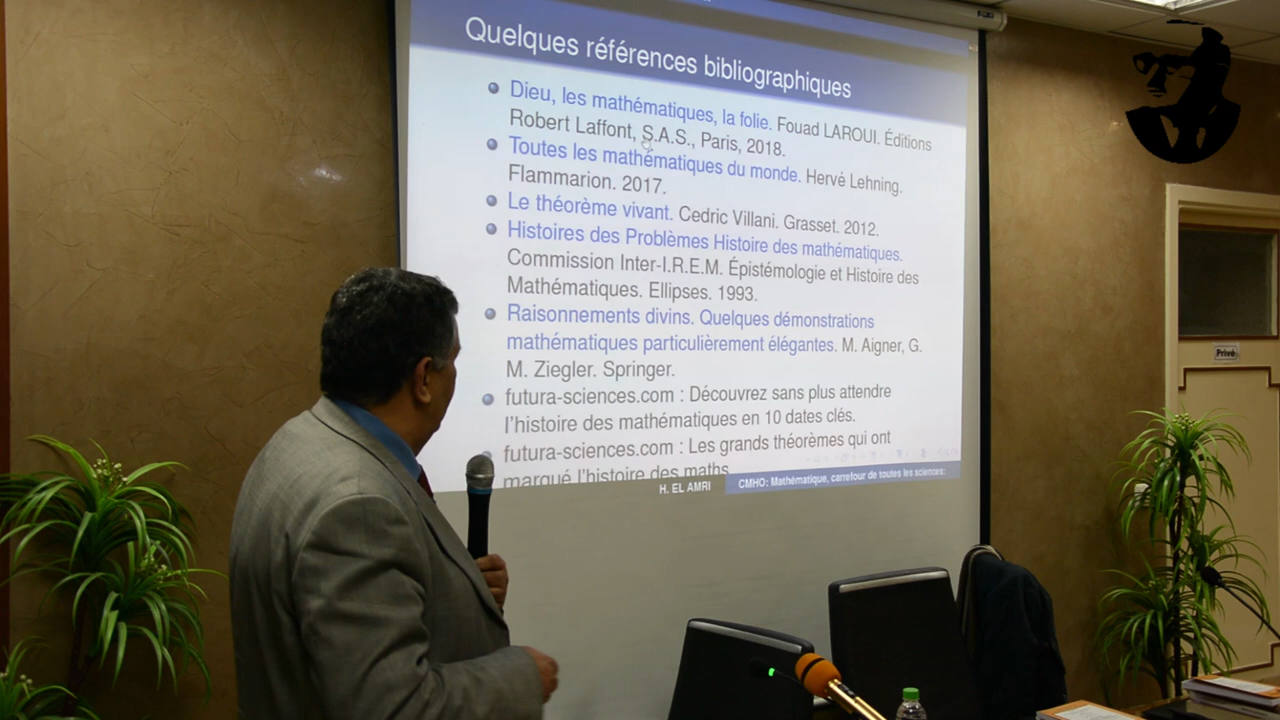 Quelques références bibliographiques
Dieu, les mathématiques, la folie. Fouad LAROUI. Éditions
Robert Laffont, S.A.S., Paris, 2018.
Toutes les mathématiques du monde. Hervé Lehning.
Flammarion. 2017.
Le théorème vivant. Cedric Villani. Grasset. 2012.
Histoires des Problèmes Histoire des mathématiques.
Commission Inter-I.R.E.M. Épistémologie et Histoire des
Mathématiques. Ellipses. 1993.
Raisonnements divins. Quelques démonstrations
mathématiques particulièrement élégantes. M. Aigner, G.
M. Ziegler. Springer.
futura-sciences.com : Découvrez sans plus attendre
l'histoire des mathématiques en 10 dates clés.
futura-sciences.com : Les grands théorèmes qui ont
marqué l'histoire des maths
H. EL AMRI
CMHO: Mathématique, carrefour de toutes les sciences:
Privé